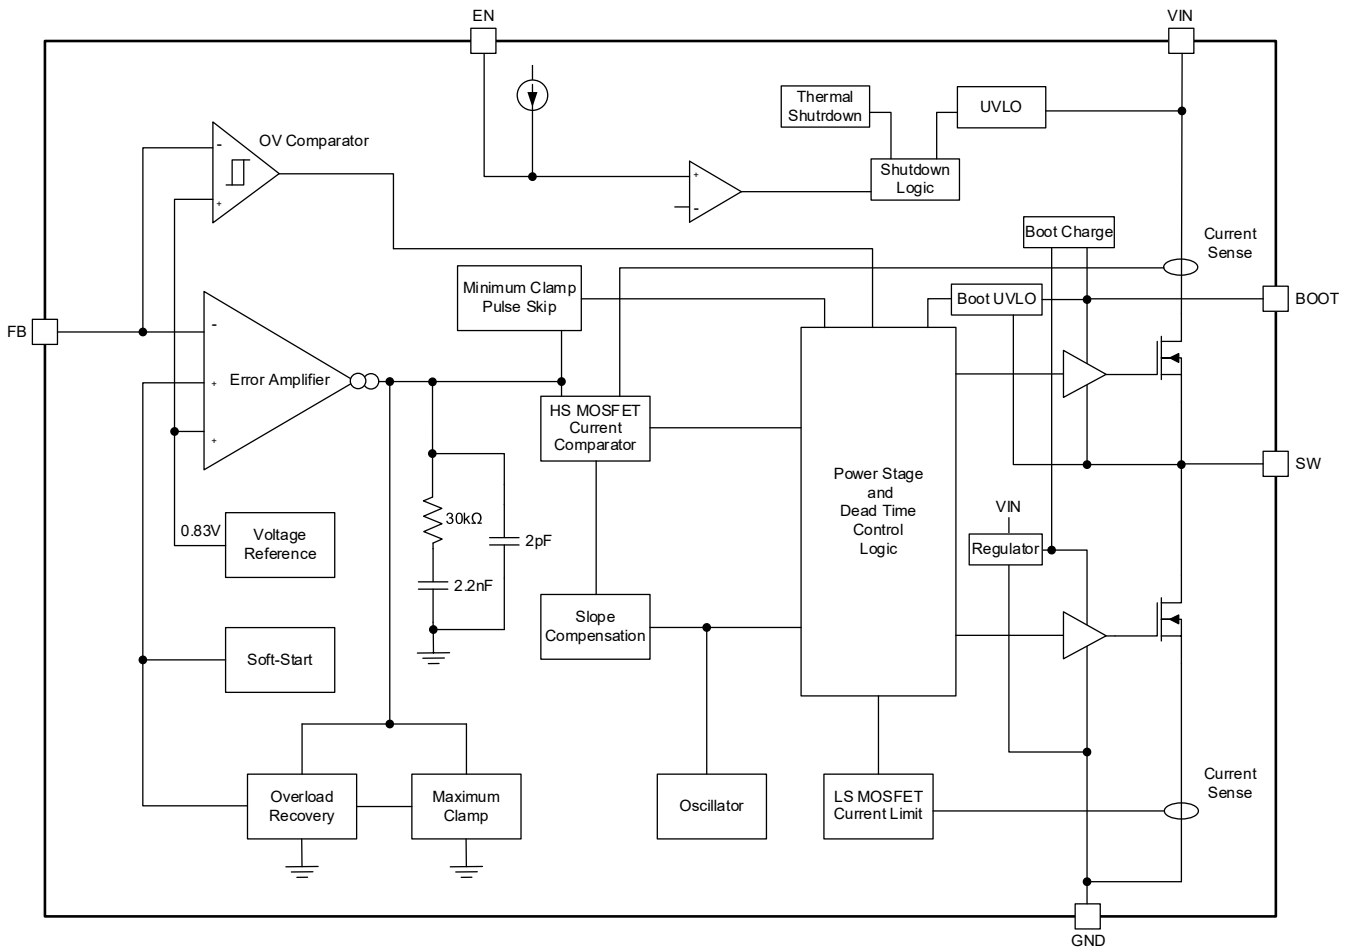 EN
VIN
Thermal
Shutrdown
UVLO
OV Comparator
-
+
+
-
Shutdown
Logic
Boot Charge
Current
Sense
Minimum Clamp
Pulse Skip
Boot UVLO
BOOT
FB
-
Error Amplifier
+
+
HS MOSFET
Current
Comparator
SW
Power Stage
and
Dead Time
Control
Logic
VIN
Regulator
0.83V
Voltage
Reference
30kΩ
2pF
2.2nF
Slope
Compensation
Soft-Start
Overload
Recovery
Maximum
Clamp
Oscillator
LS MOSFET
Current Limit
Current
Sense
GND